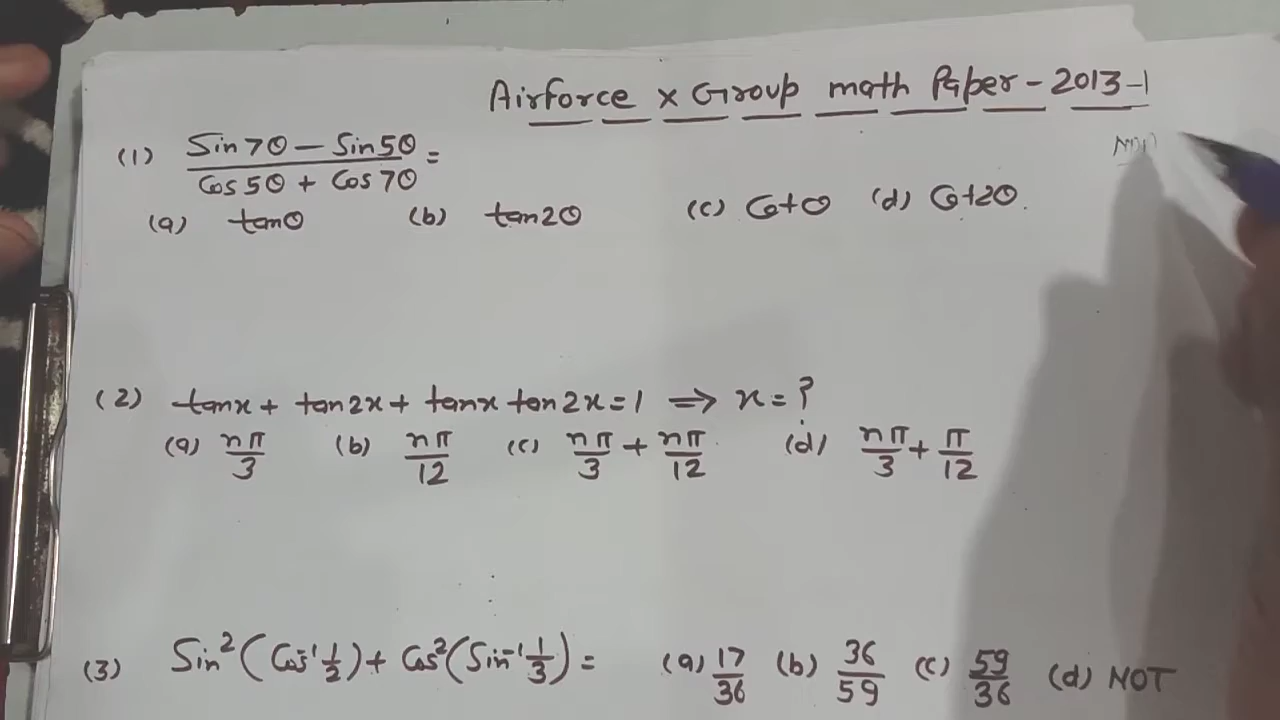 Airforce x Group math Paper - 2013-1
(1) Sin7θ - Sin5θ / Cos5θ + Cos7θ =
(a) tanθ (b) tan2θ (c) Cotθ (d) Cot2θ.
(2) tanx + tan2x + tanx tan2x = 1 ⇒ x = ?
(a) nπ/3 (b) nπ/12 (c) nπ/3 + nπ/12 (d) nπ/3 + π/12
(3) Sin²(Cos⁻¹ 1/2) + Cos²(Sin⁻¹ 1/3) = (a) 17/36 (b) 36/59 (c) 59/36 (d) NOT